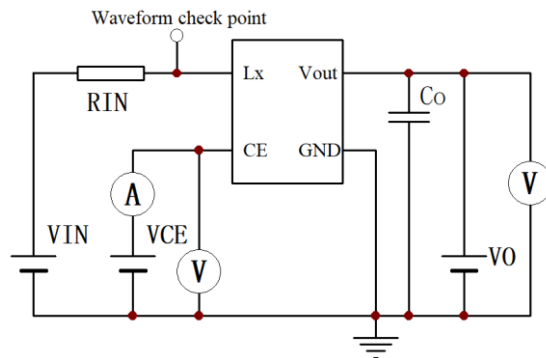 Waveform check point
Lx
Vout
RIN
CO
CE
GND
A
V
VIN
VCE
V
VO